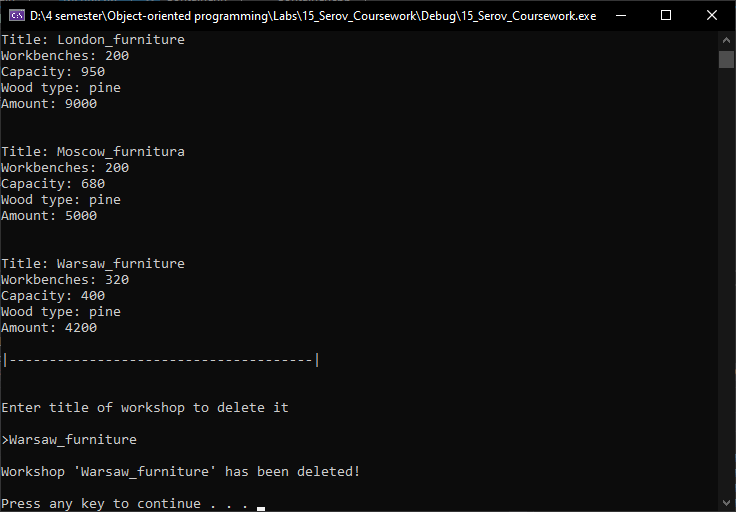 D:\4 semester\Object-oriented programming\Labs\15_Serov_Coursework\Debug\15_Serov_Coursework.exe
Title: London_furniture
Workbenches: 200
Capacity: 950
Wood type: pine
Amount: 9000
Title: Moscow_furnitura
Workbenches: 200
Capacity: 680
Wood type: pine
Amount: 5000
Title: Warsaw_furniture
Workbenches: 320
Capacity: 400
Wood type: pine
Amount: 4200
|--------------------------------------|
Enter title of workshop to delete it
>Warsaw_furniture
Workshop 'Warsaw_furniture' has been deleted!
Press any key to continue . . .